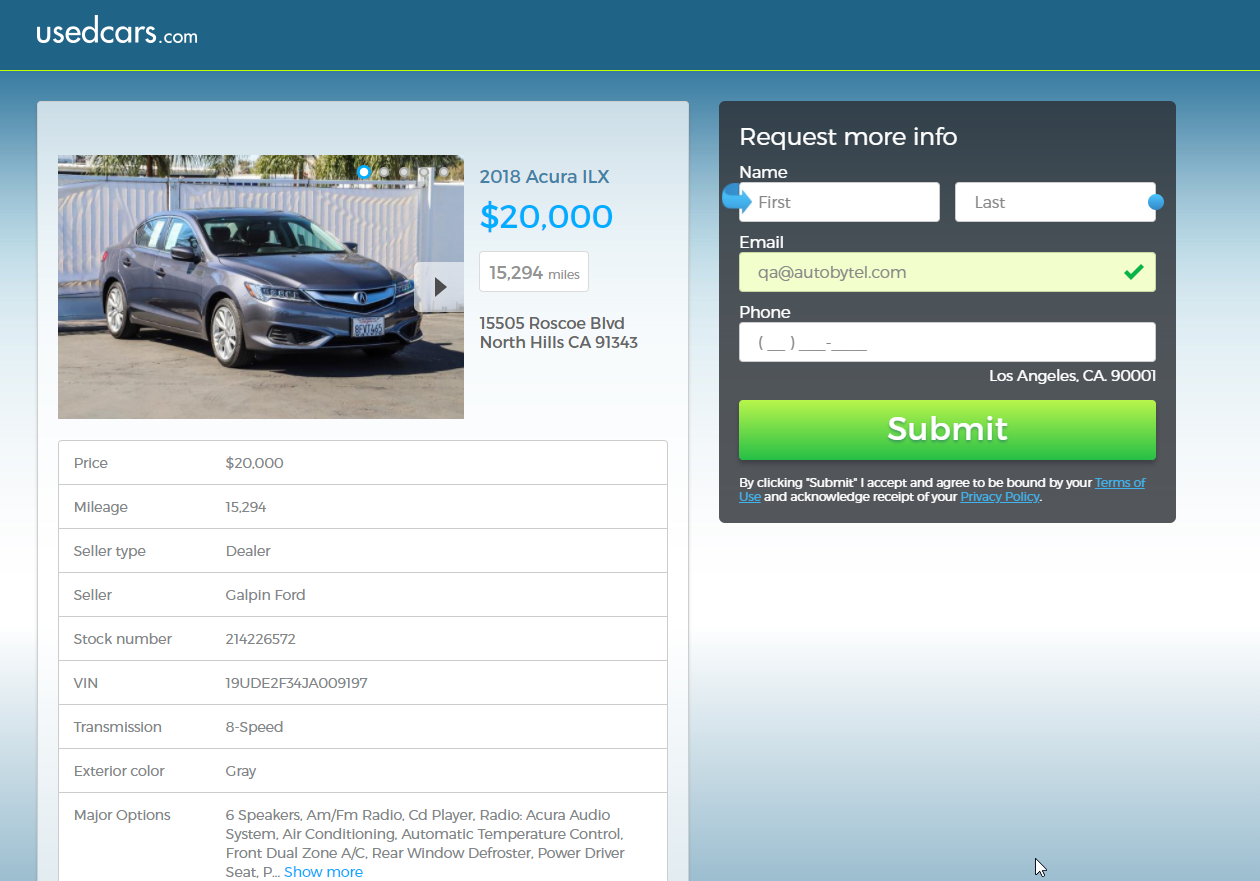 usedcars.com
2018 Acura ILX
$20,000
15,294 miles
15505 Roscoe Blvd
North Hills CA 91343
Price $20,000
Mileage 15,294
Seller type Dealer
Seller Galpin Ford
Stock number 214226572
VIN 19UDE2F34JA009197
Transmission 8-Speed
Exterior color Gray
Major Options 6 Speakers, Am/Fm Radio, Cd Player, Radio: Acura Audio
System, Air Conditioning, Automatic Temperature Control,
Front Dual Zone A/C, Rear Window Defroster, Power Driver
Seat, P... Show more
Request more info
Name
First Last
Email
qa@autobytel.com
Phone
( __ ) ___-____
Los Angeles, CA. 90001
Submit
By clicking "Submit" I accept and agree to be bound by your Terms of
Use and acknowledge receipt of your Privacy Policy.